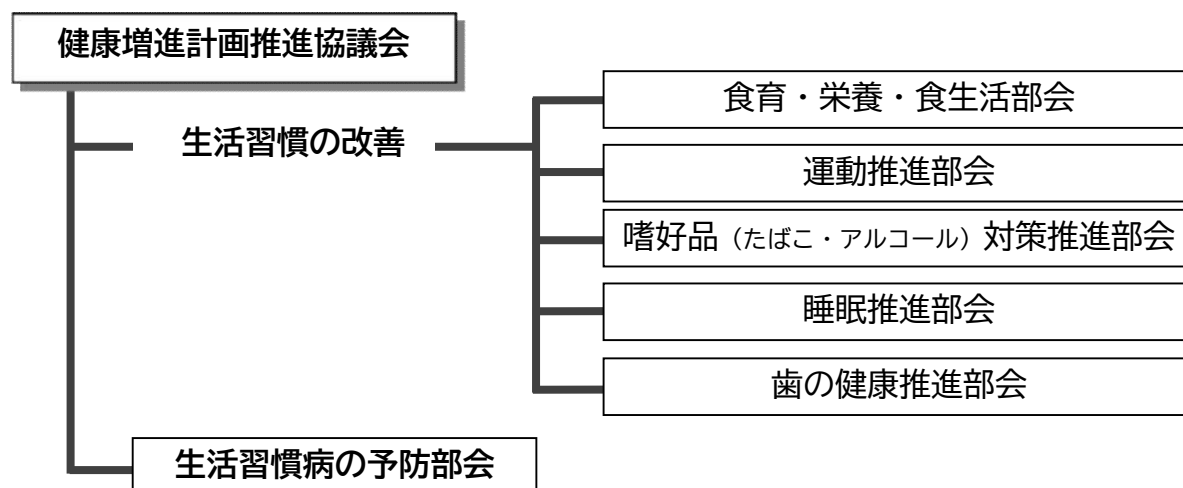 健康増進計画推進協議会
生活習慣の改善
食育・栄養・食生活部会
運動推進部会
嗜好品（たばこ・アルコール）対策推進部会
睡眠推進部会
歯の健康推進部会
生活習慣病の予防部会